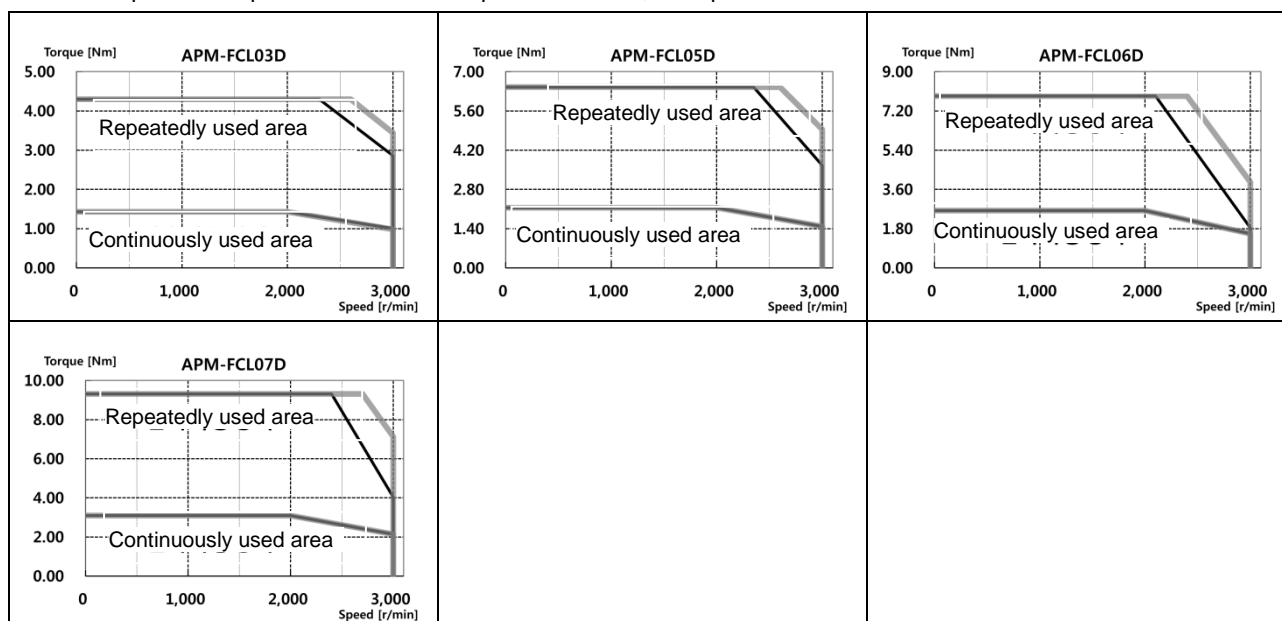 Torque [Nm] APM-FCL03D
5.00
4.00
Repeatedly used area
3.00
2.00
1.00
Continuously used area
0.00
0 1,000 2,000 3,000
Speed [r/min]
Torque [Nm] APM-FCL05D
7.00
5.60
Repeatedly used area
4.20
2.80
1.40
Continuously used area
0.00
0 1,000 2,000 3,000
Speed [r/min]
Torque [Nm] APM-FCL06D
9.00
7.20
Repeatedly used area
5.40
3.60
1.80
Continuously used area
0.00
0 1,000 2,000 3,000
Speed [r/min]
Torque [Nm] APM-FCL07D
10.00
8.00
Repeatedly used area
6.00
4.00
2.00
Continuously used area
0.00
0 1,000 2,000 3,000
Speed [r/min]